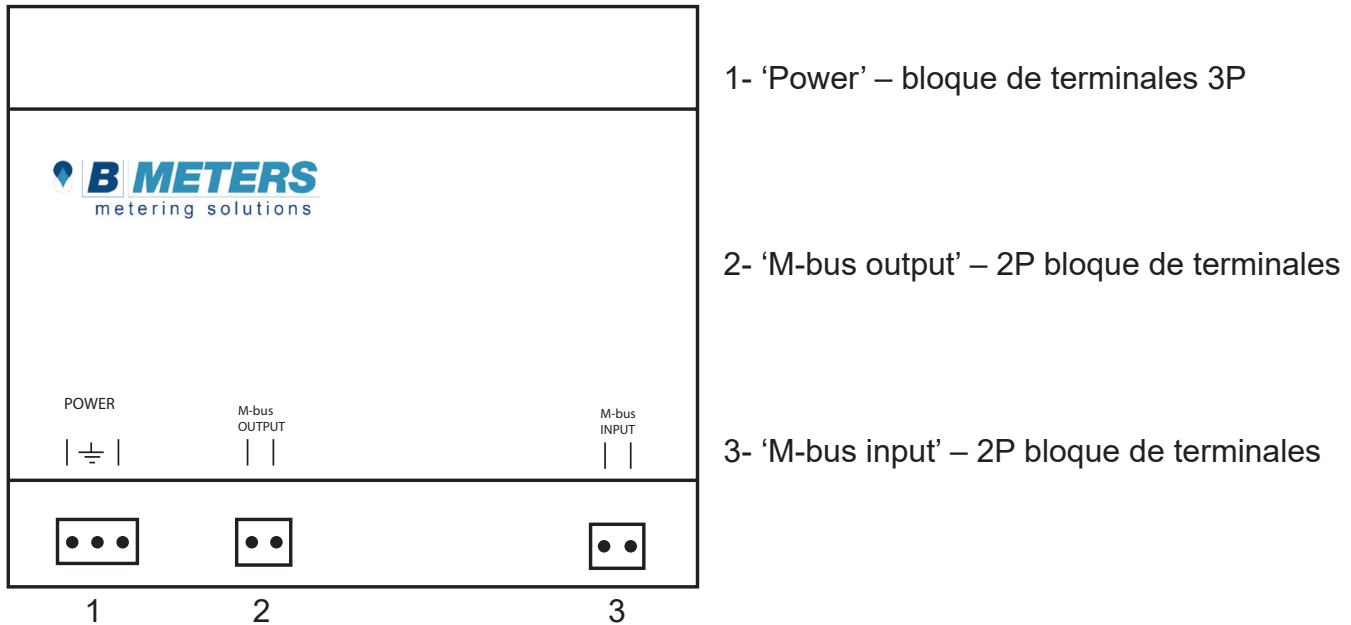 1- ‘Power’ – bloque de terminales 3P
B METERS
metering solutions
2- ‘M-bus output’ – 2P bloque de terminales
POWER
M-bus
OUTPUT
M-bus
INPUT
3- ‘M-bus input’ – 2P bloque de terminales
1
2
3